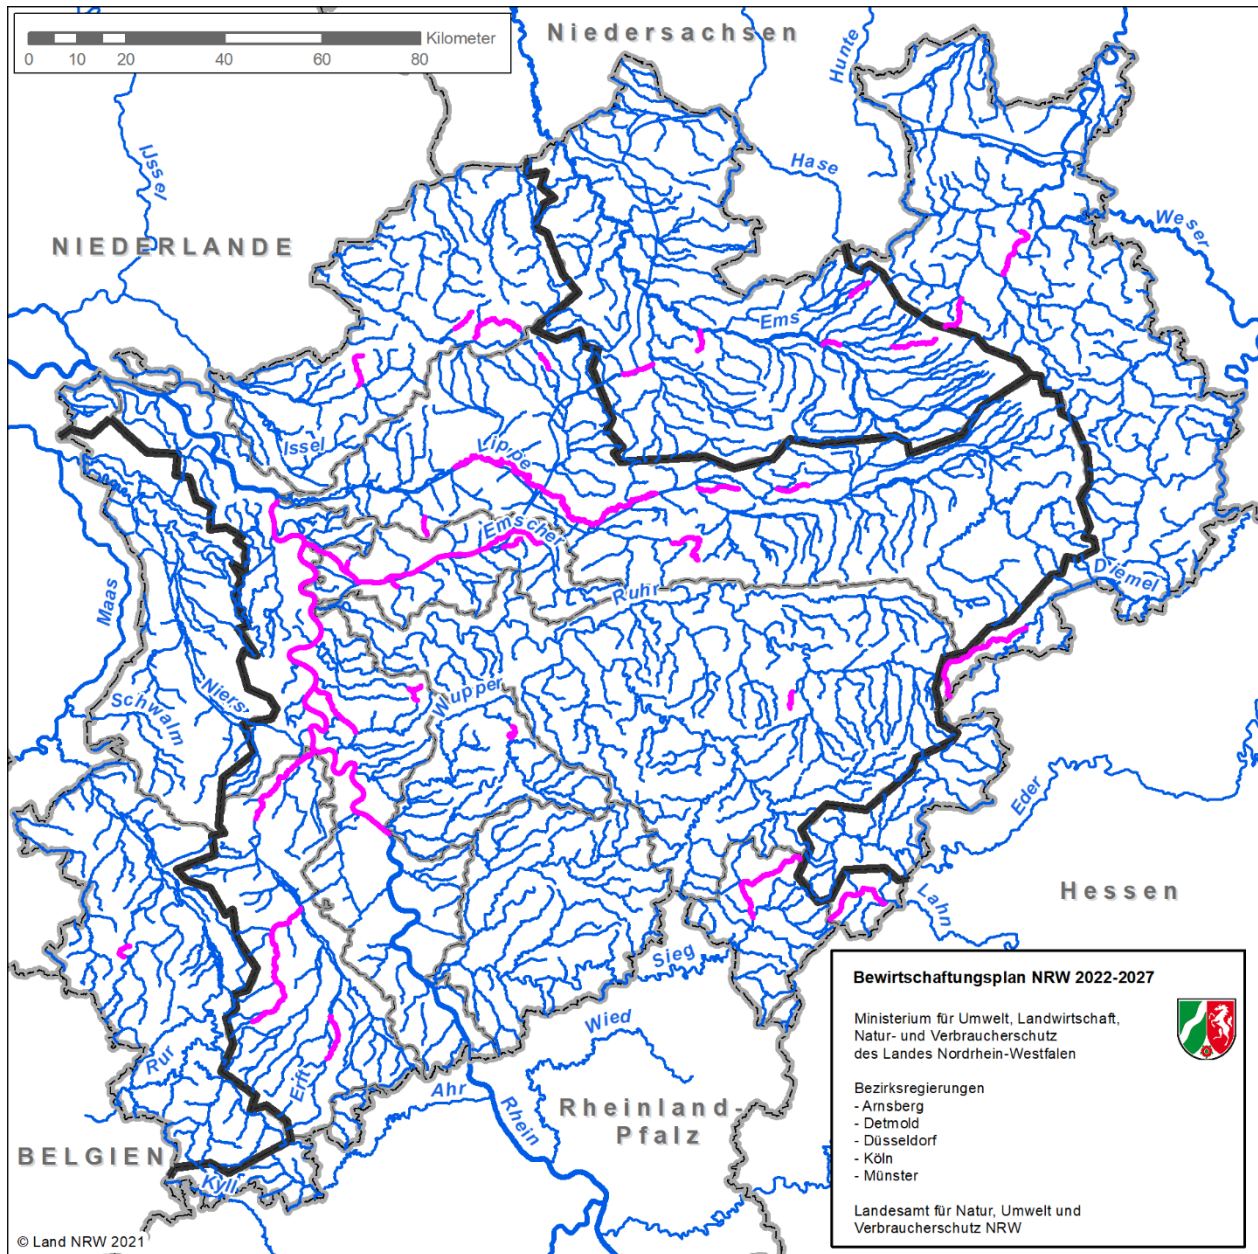 Kilometer
0 10 20 40 60 80
Niedersachsen
Hunte
IJssel
Hase
Weser
NIEDERLANDE
Ems
Issel
Lippe
Emscher
Maas
Diemel
Ruhr
Niers
Schwalm
Wupper
Eder
Hessen
Lahn
Sieg
Wied
Rur
Erft
Ahr
Rhein
Rheinland-
Pfalz
BELGIEN
Kyll
Bewirtschaftungsplan NRW 2022-2027
Ministerium für Umwelt, Landwirtschaft,
Natur- und Verbraucherschutz
des Landes Nordrhein-Westfalen
Bezirksregierungen
- Arnsberg
- Detmold
- Düsseldorf
- Köln
- Münster
Landesamt für Natur, Umwelt und
Verbraucherschutz NRW
© Land NRW 2021